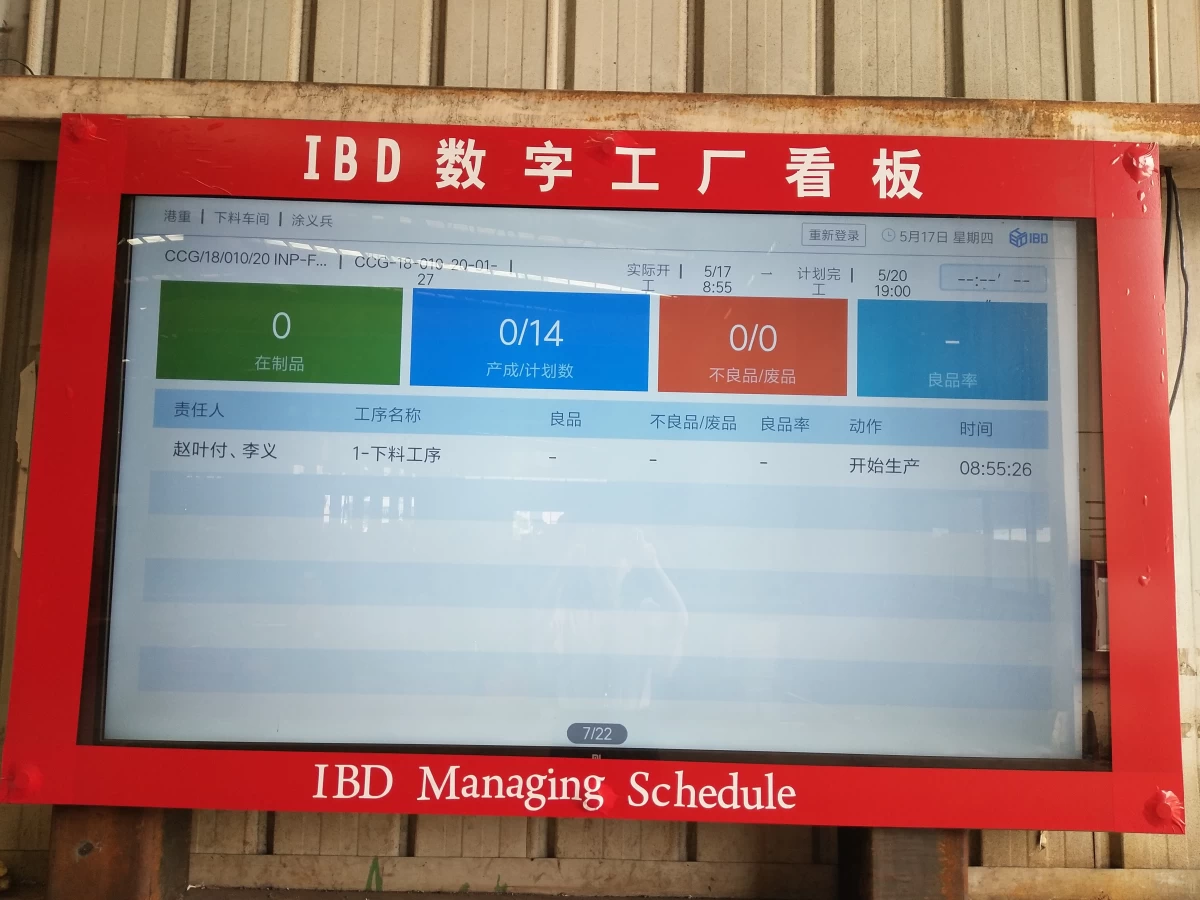 IBD 数字工厂看板
港重 | 下料车间 | 涂义兵
重新登录 5月17日 星期四 IBD
CCG/18/010/20 INP-F... | CCG-18-010-20-01-27 |
实际开工 | 5/17 8:55 → 计划完工 | 5/20 19:00 --:--′ --″
0 0/14 0/0 –
在制品 产成/计划数 不良品/废品 良品率
责任人 工序名称 良品 不良品/废品 良品率 动作 时间
赵叶付、李义 1-下料工序 – – – 开始生产 08:55:26
7/22
IBD Managing Schedule